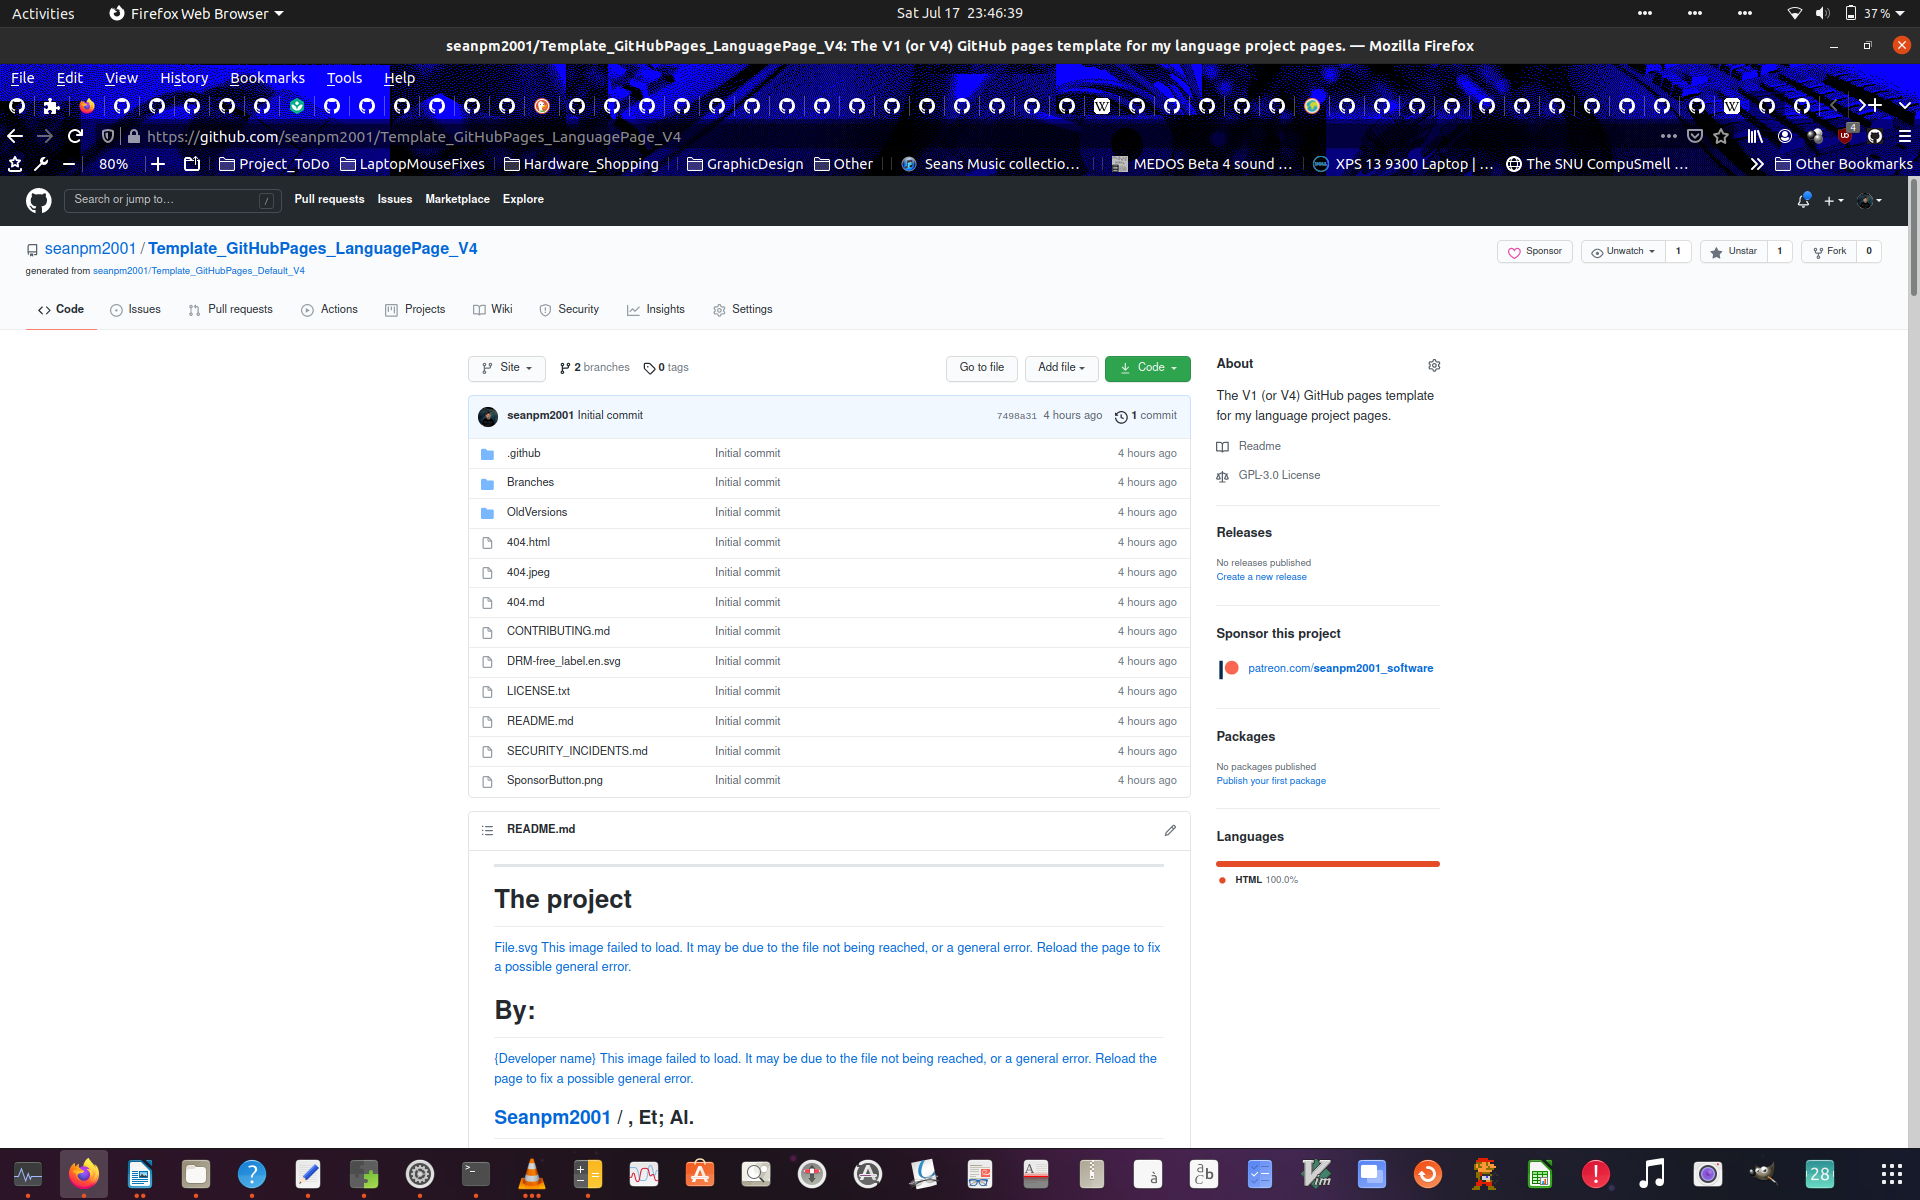 Activities Firefox Web Browser Sat Jul 17 23:46:39 37 %
seanpm2001/Template_GitHubPages_LanguagePage_V4: The V1 (or V4) GitHub pages template for my language project pages. — Mozilla Firefox
File Edit View History Bookmarks Tools Help
https://github.com/seanpm2001/Template_GitHubPages_LanguagePage_V4 4
80% Project_ToDo LaptopMouseFixes Hardware_Shopping GraphicDesign Other Seans Music collectio… MEDOS Beta 4 sound … XPS 13 9300 Laptop | … The SNU CompuSmell … Other Bookmarks
Search or jump to… / Pull requests Issues Marketplace Explore
seanpm2001 / Template_GitHubPages_LanguagePage_V4 Sponsor Unwatch 1 Unstar 1 Fork 0
generated from seanpm2001/Template_GitHubPages_Default_V4
Code Issues Pull requests Actions Projects Wiki Security Insights Settings
Site 2 branches 0 tags Go to file Add file Code
seanpm2001 Initial commit 7498a31 4 hours ago 1 commit
.github Initial commit 4 hours ago
Branches Initial commit 4 hours ago
OldVersions Initial commit 4 hours ago
404.html Initial commit 4 hours ago
404.jpeg Initial commit 4 hours ago
404.md Initial commit 4 hours ago
CONTRIBUTING.md Initial commit 4 hours ago
DRM-free_label.en.svg Initial commit 4 hours ago
LICENSE.txt Initial commit 4 hours ago
README.md Initial commit 4 hours ago
SECURITY_INCIDENTS.md Initial commit 4 hours ago
SponsorButton.png Initial commit 4 hours ago
README.md
The project
File.svg This image failed to load. It may be due to the file not being reached, or a general error. Reload the page to fix
a possible general error.
By:
{Developer name} This image failed to load. It may be due to the file not being reached, or a general error. Reload the
page to fix a possible general error.
Seanpm2001 / , Et; Al.
About
The V1 (or V4) GitHub pages template
for my language project pages.
Readme
GPL-3.0 License
Releases
No releases published
Create a new release
Sponsor this project
patreon.com/seanpm2001_software
Packages
No packages published
Publish your first package
Languages
HTML 100.0%
28